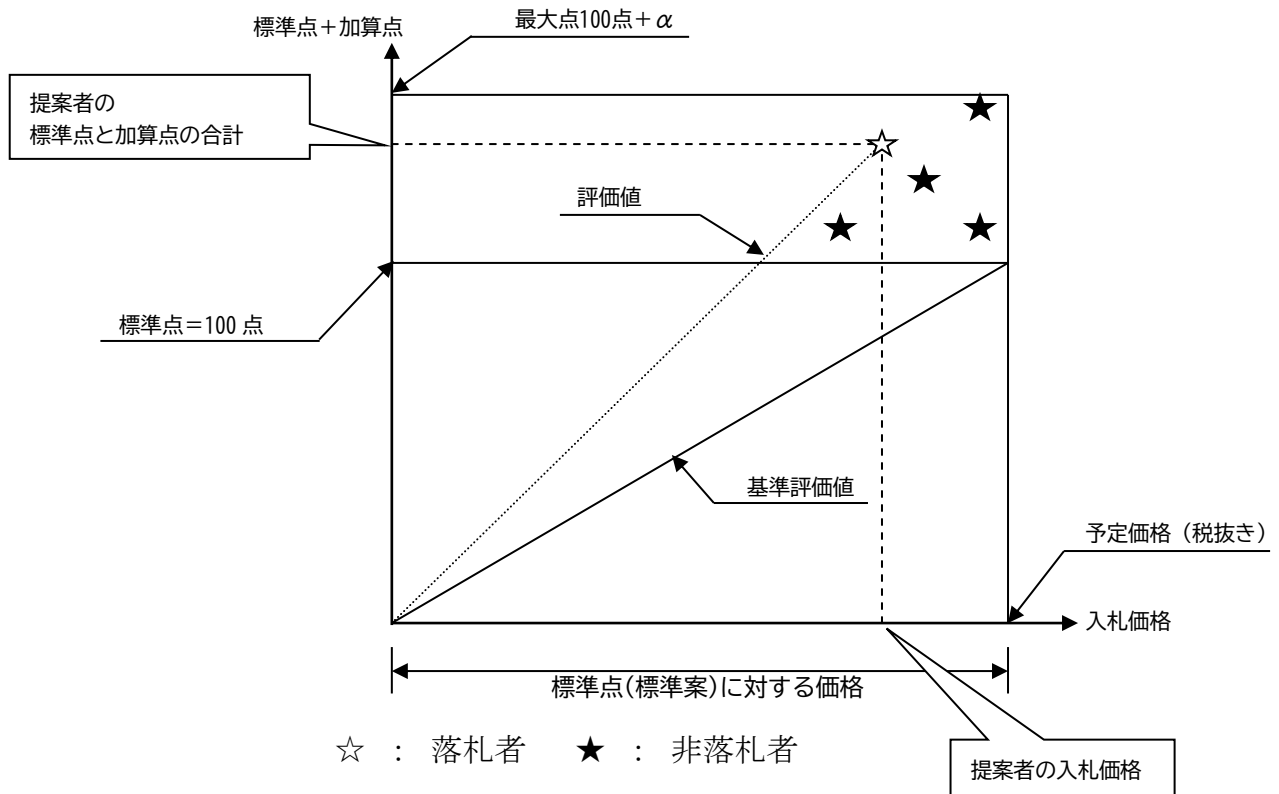 最大点100点＋α
標準点＋加算点
提案者の
標準点と加算点の合計
評価値
標準点＝100 点
基準評価値
予定価格（税抜き）
入札価格
標準点(標準案)に対する価格
☆ ： 落札者 ★ ： 非落札者
提案者の入札価格